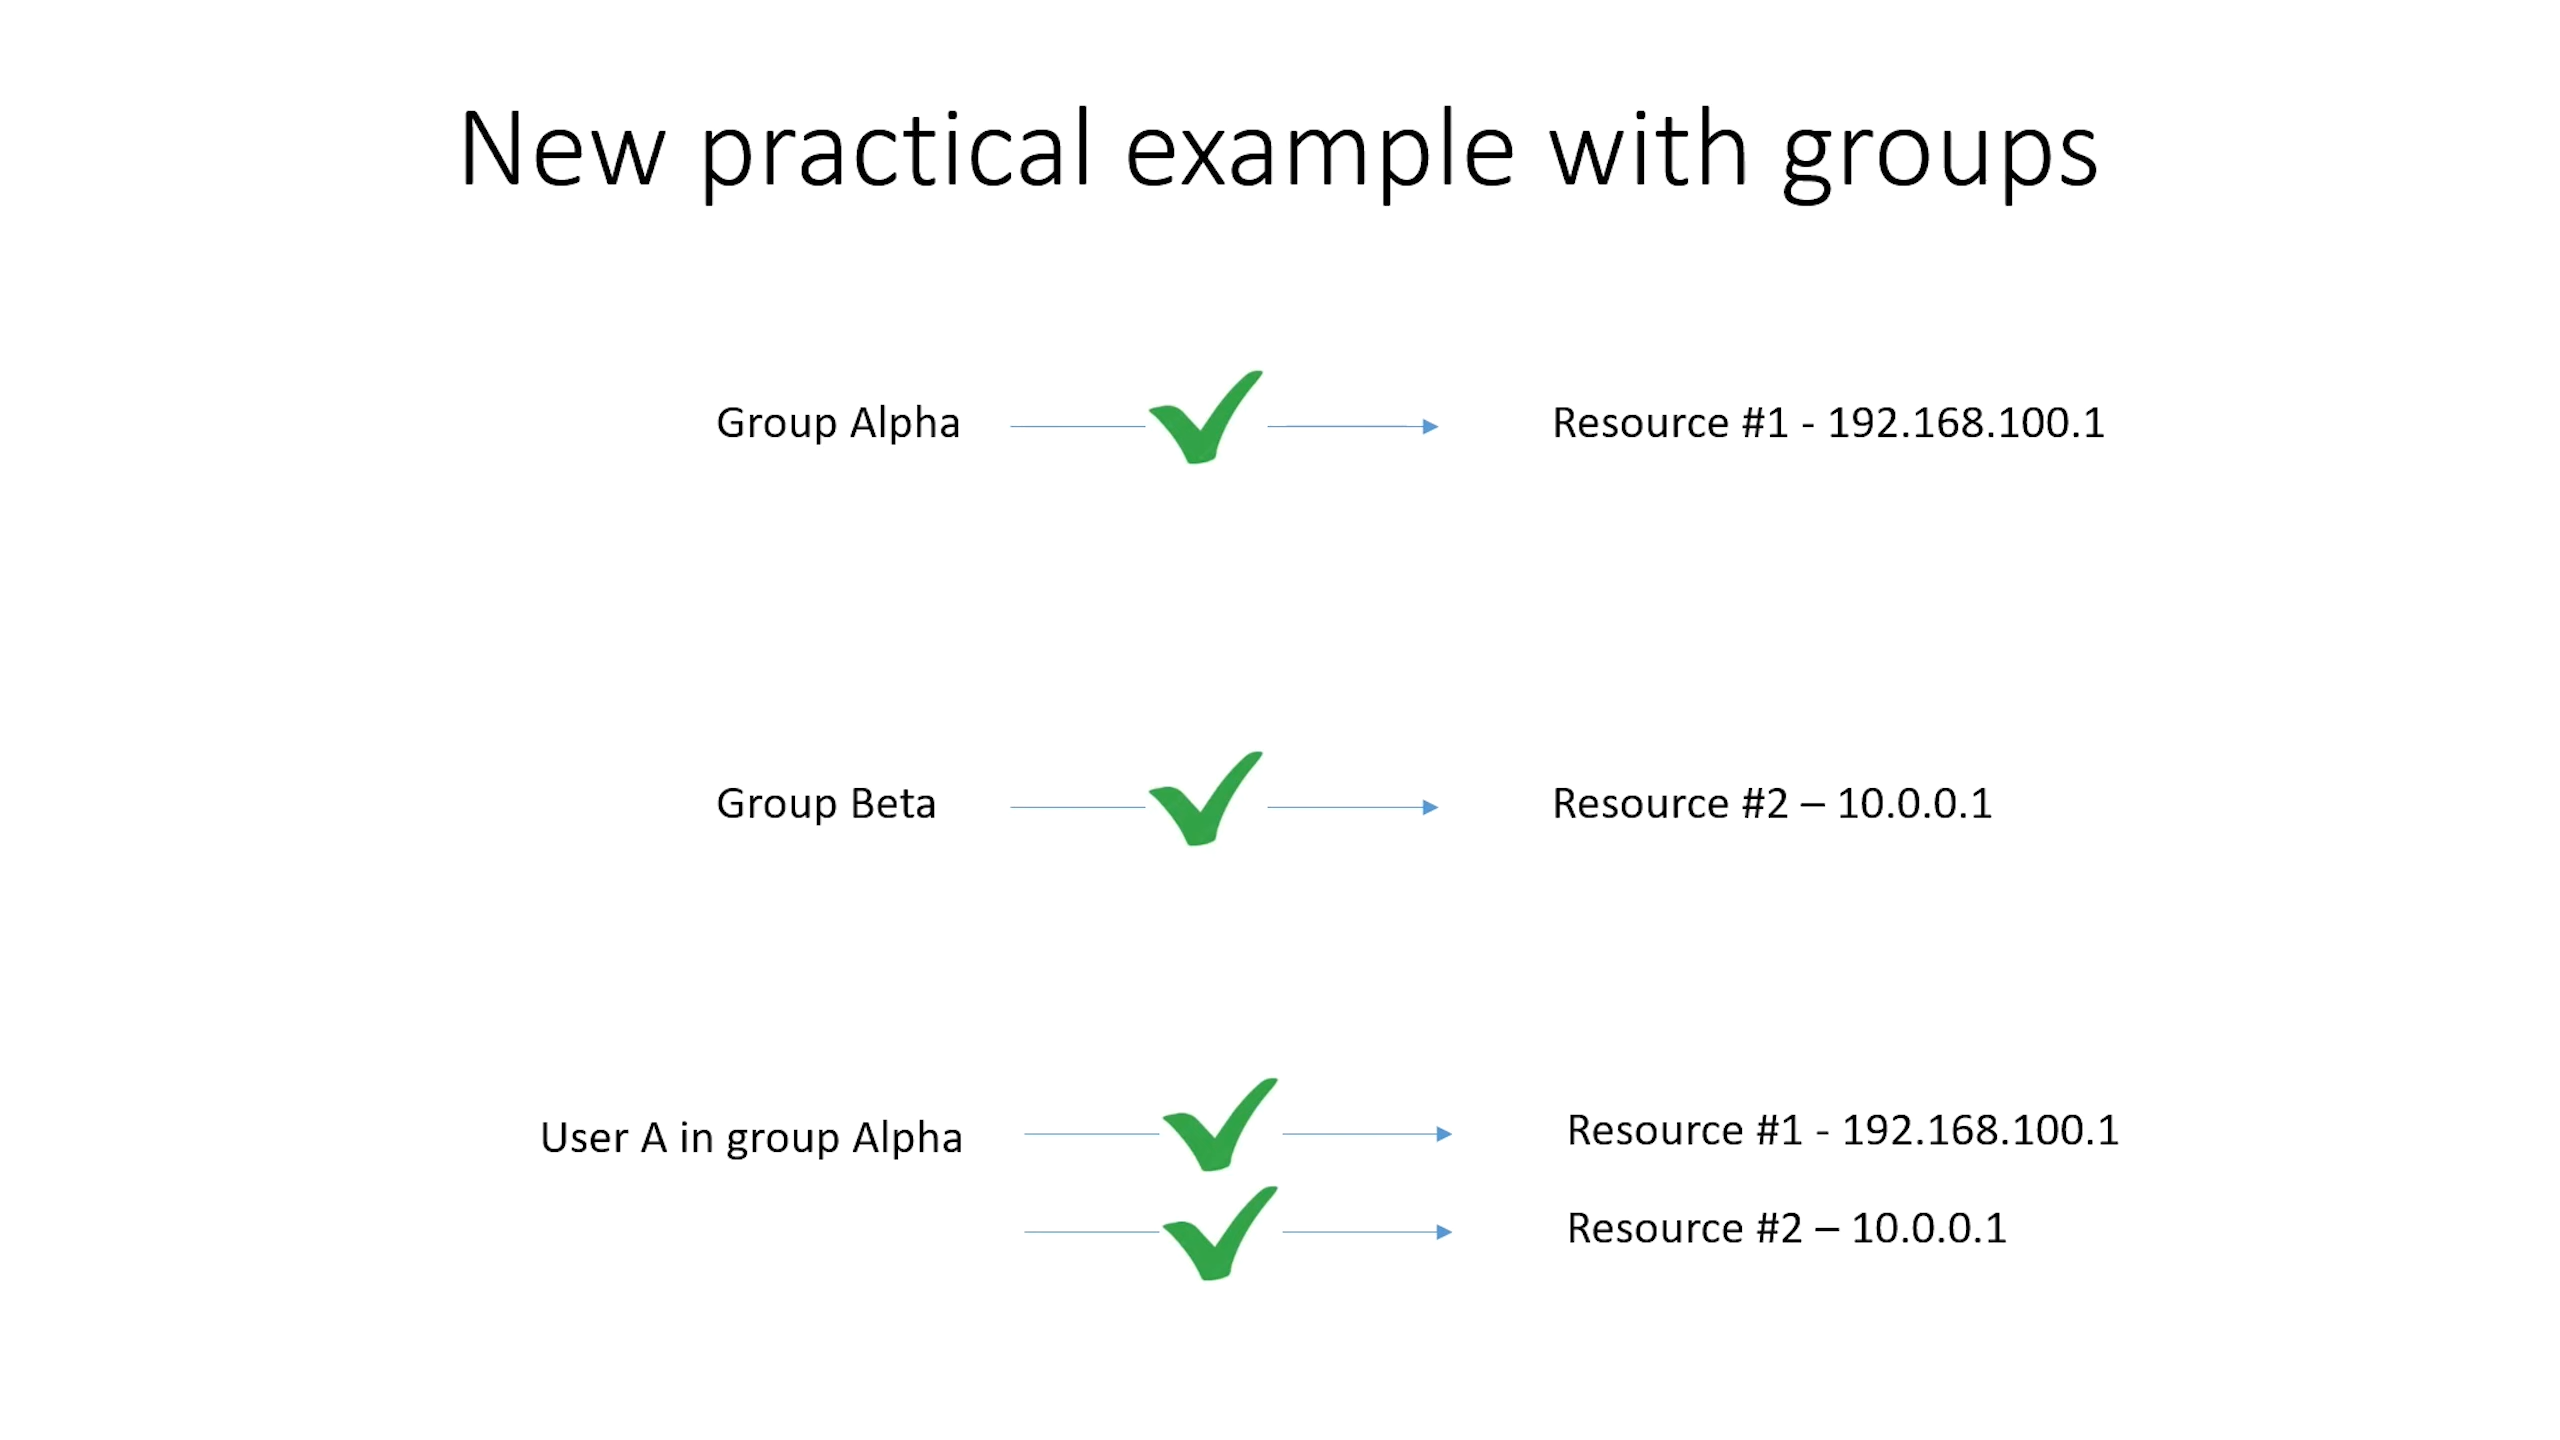 New practical example with groups
Group Alpha
Resource #1 - 192.168.100.1
Group Beta
Resource #2 – 10.0.0.1
User A in group Alpha
Resource #1 - 192.168.100.1
Resource #2 – 10.0.0.1